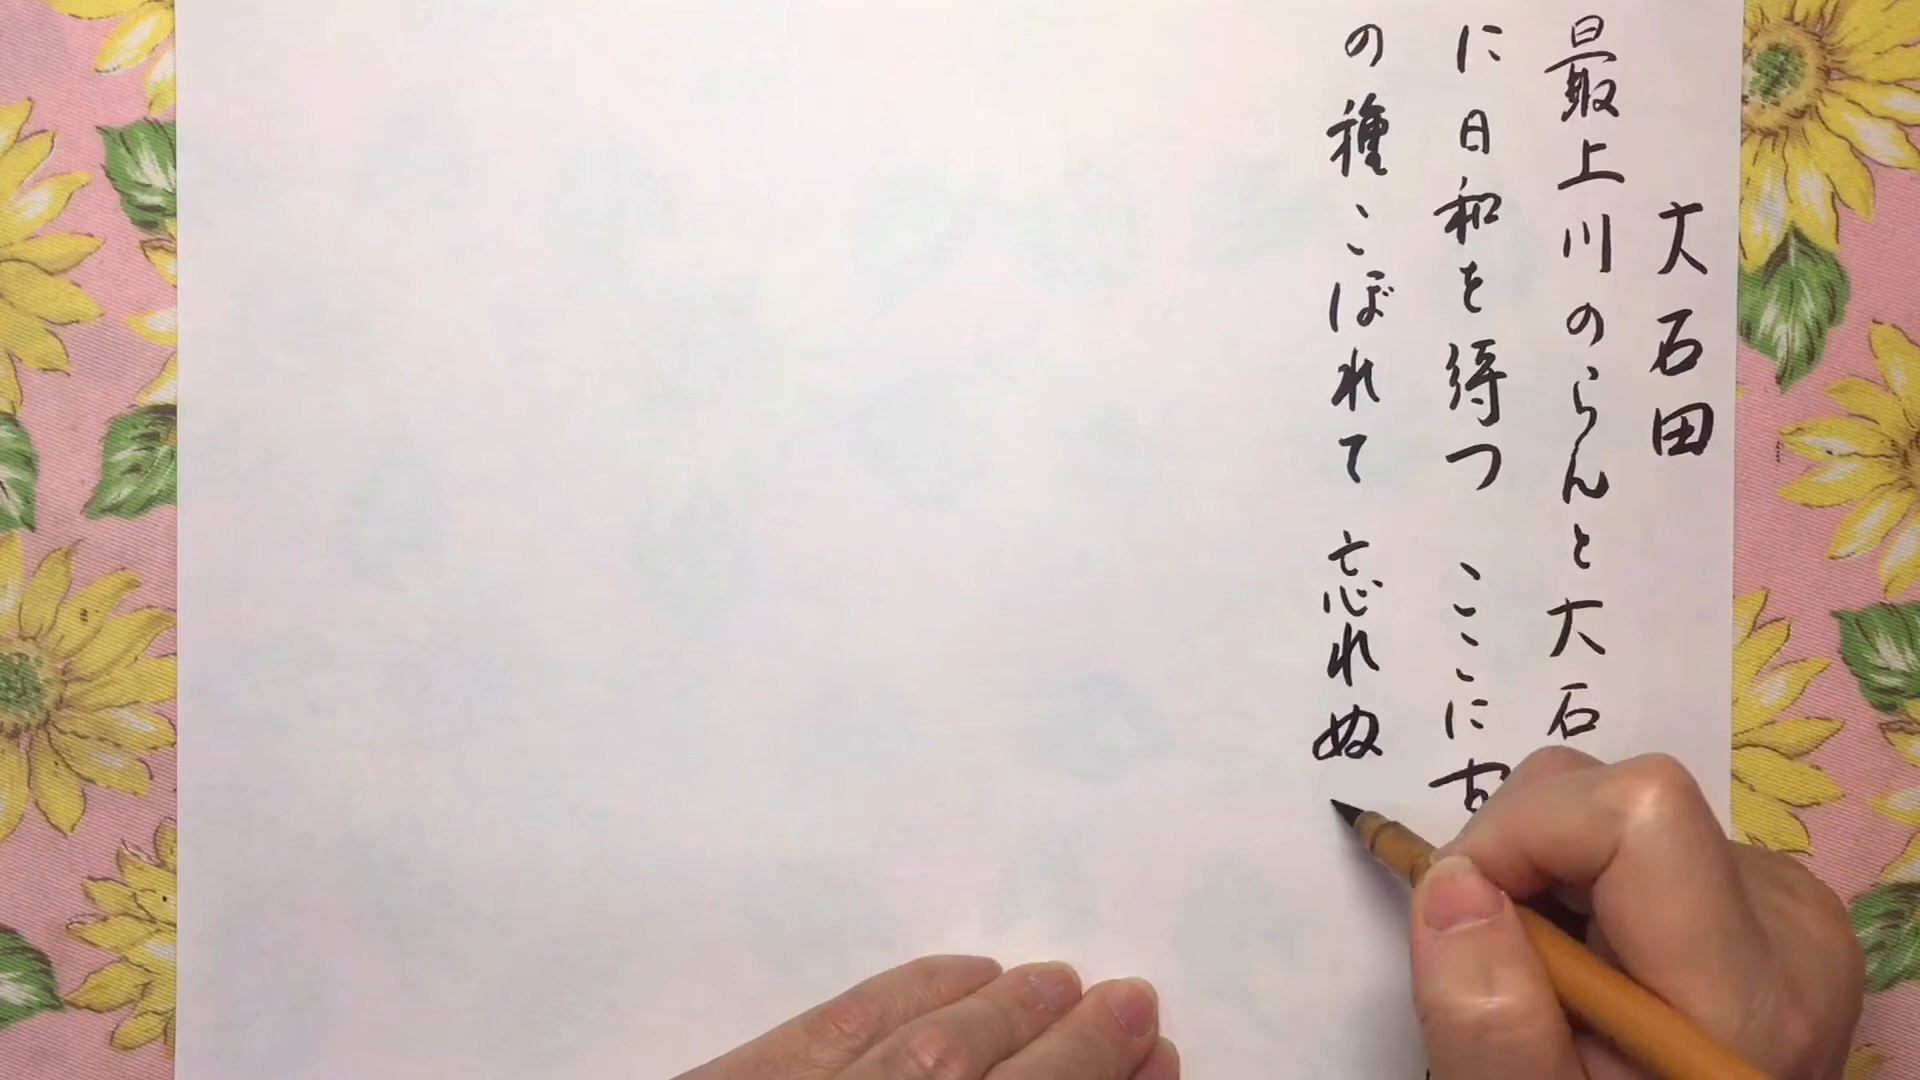 大石田
最上川のらんと大石
に日和を待つここに古
の種こぼれて忘れぬ